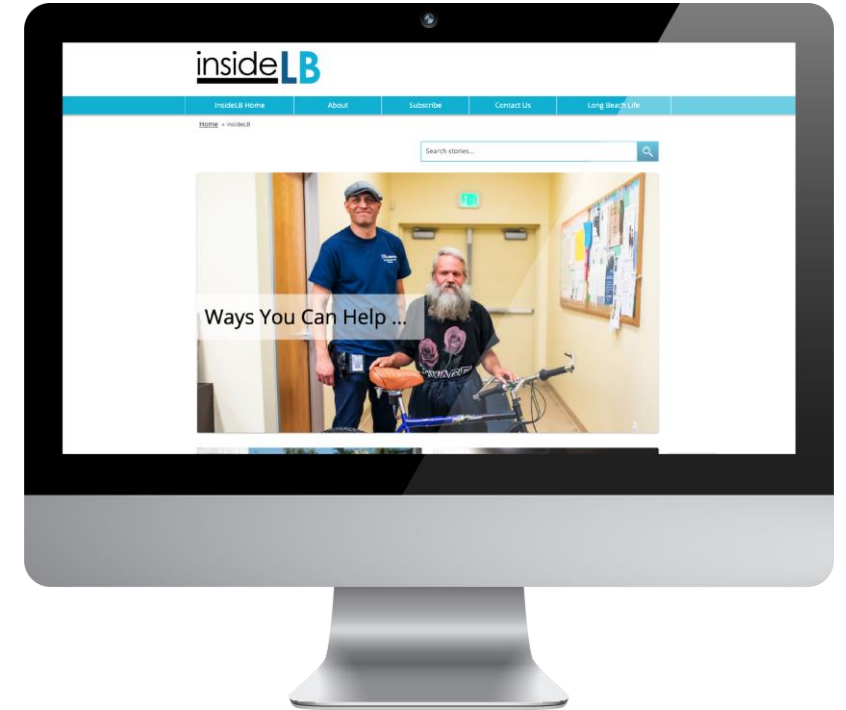 insideLB
InsideLB Home About Subscribe Contact Us Long Beach Life
Home » insideLB
Search stories...
Ways You Can Help ...